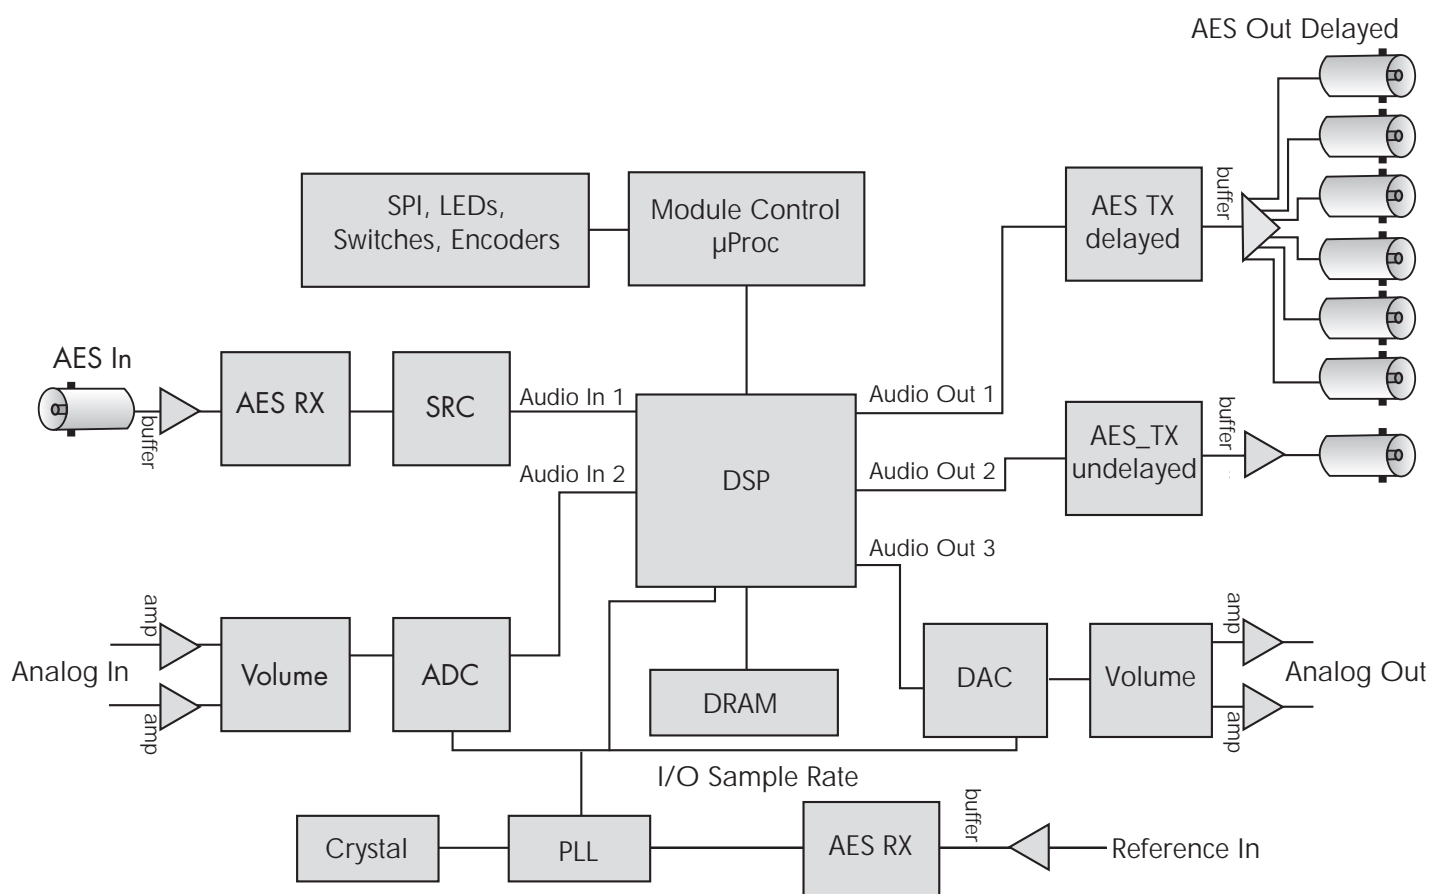 AES Out Delayed
SPI, LEDs,
Switches, Encoders
Module Control
µProc
AES TX
delayed
buffer
AES In
buffer
AES RX
SRC
Audio In 1
Audio In 2
DSP
Audio Out 1
Audio Out 2
Audio Out 3
AES_TX
undelayed
buffer
Analog In
amp
amp
Volume
ADC
DRAM
DAC
Volume
amp
amp
Analog Out
I/O Sample Rate
Crystal
PLL
AES RX
buffer
Reference In